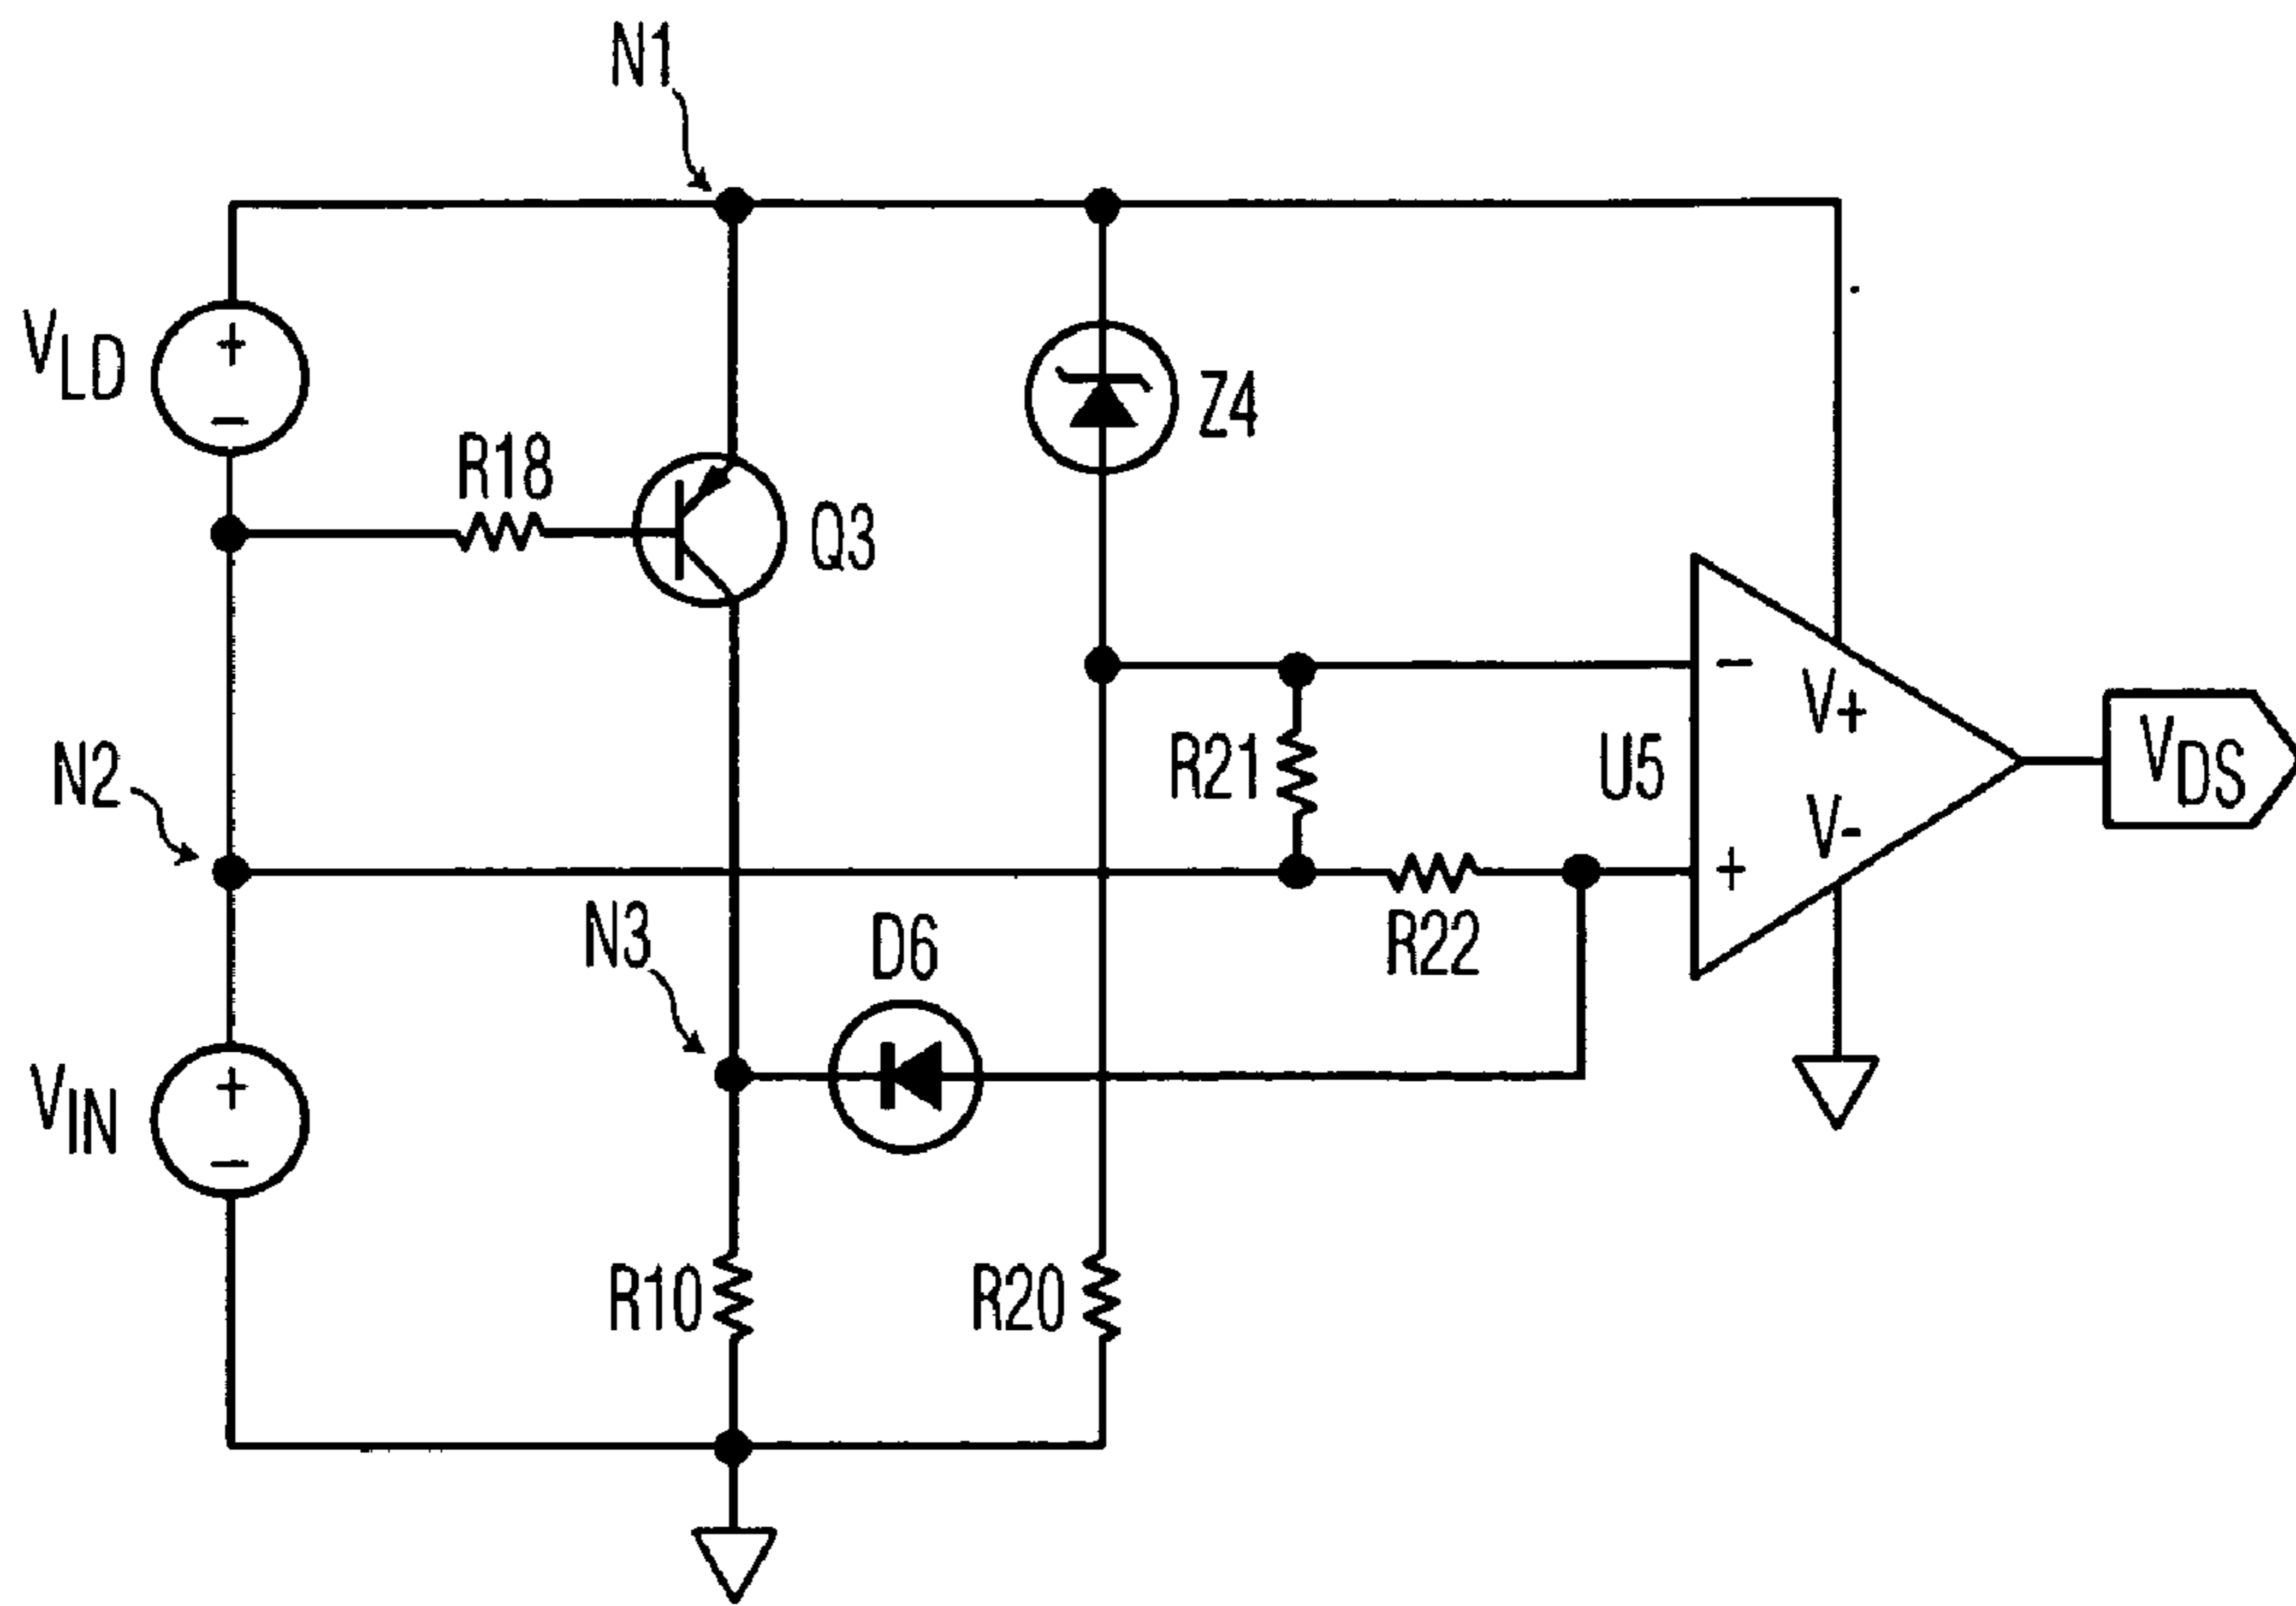 N1
VLD
+
−
R18
Q3
Z4
−
V+
R21
U5
VDS
N2
V-
+
N3
D6
R22
VIN
+
−
R10
R20